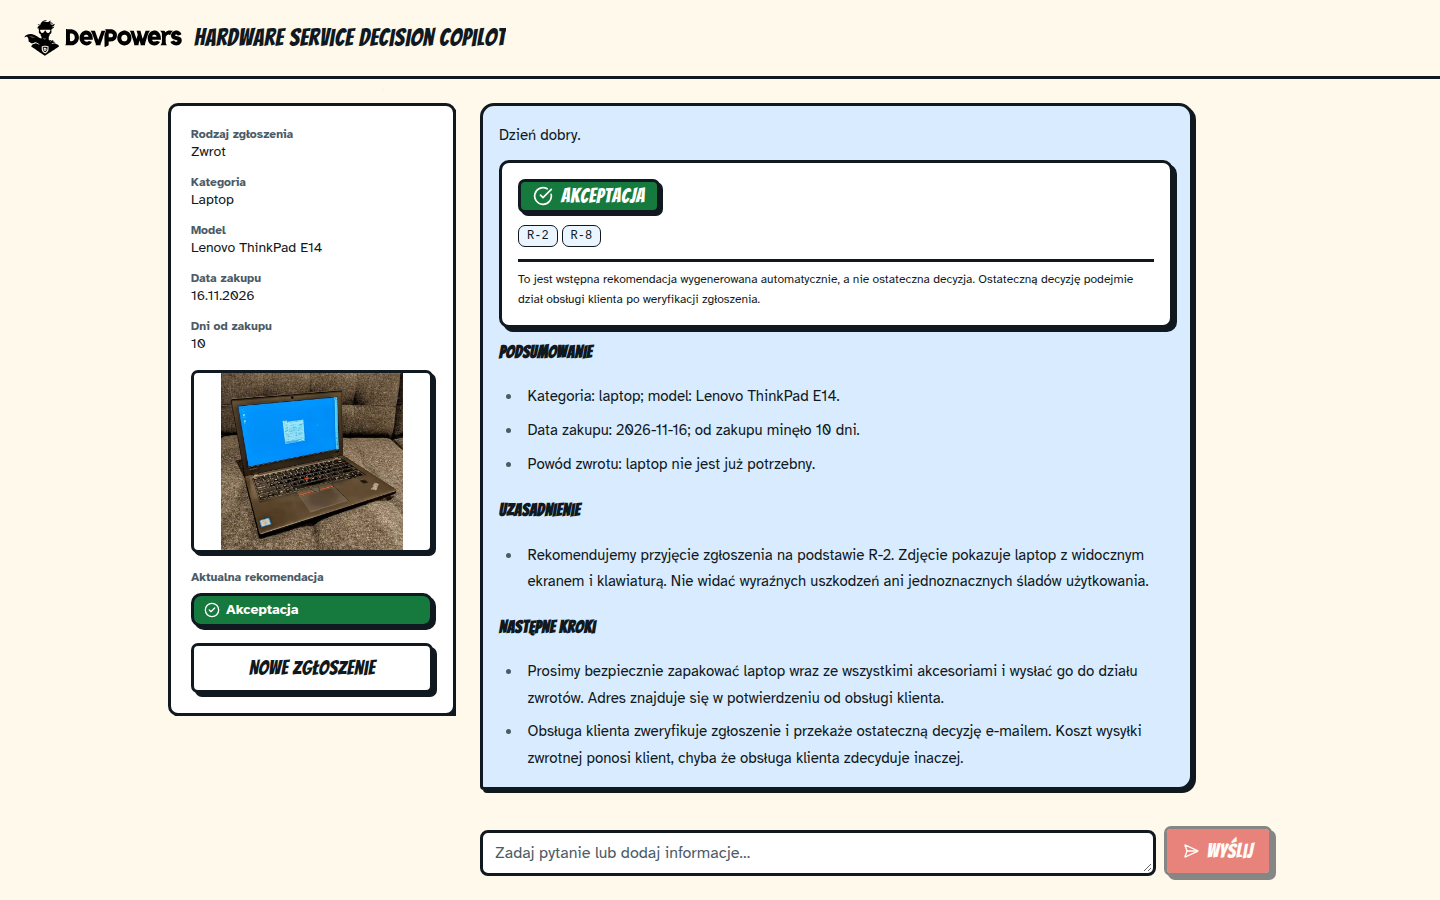 DevPowers HARDWARE SERVICE DECISION COPILOT
Rodzaj zgłoszenia
Zwrot
Kategoria
Laptop
Model
Lenovo ThinkPad E14
Data zakupu
16.11.2026
Dni od zakupu
10
Aktualna rekomendacja
Akceptacja
NOWE ZGŁOSZENIE
Dzień dobry.
AKCEPTACJA
R-2 R-8
To jest wstępna rekomendacja wygenerowana automatycznie, a nie ostateczna decyzja. Ostateczną decyzję podejmie
dział obsługi klienta po weryfikacji zgłoszenia.
PODSUMOWANIE
Kategoria: laptop; model: Lenovo ThinkPad E14.
Data zakupu: 2026-11-16; od zakupu minęło 10 dni.
Powód zwrotu: laptop nie jest już potrzebny.
UZASADNIENIE
Rekomendujemy przyjęcie zgłoszenia na podstawie R-2. Zdjęcie pokazuje laptop z widocznym
ekranem i klawiaturą. Nie widać wyraźnych uszkodzeń ani jednoznacznych śladów użytkowania.
NASTĘPNE KROKI
Prosimy bezpiecznie zapakować laptop wraz ze wszystkimi akcesoriami i wysłać go do działu
zwrotów. Adres znajduje się w potwierdzeniu od obsługi klienta.
Obsługa klienta zweryfikuje zgłoszenie i przekaże ostateczną decyzję e-mailem. Koszt wysyłki
zwrotnej ponosi klient, chyba że obsługa klienta zdecyduje inaczej.
Zadaj pytanie lub dodaj informacje...
WYŚLIJ